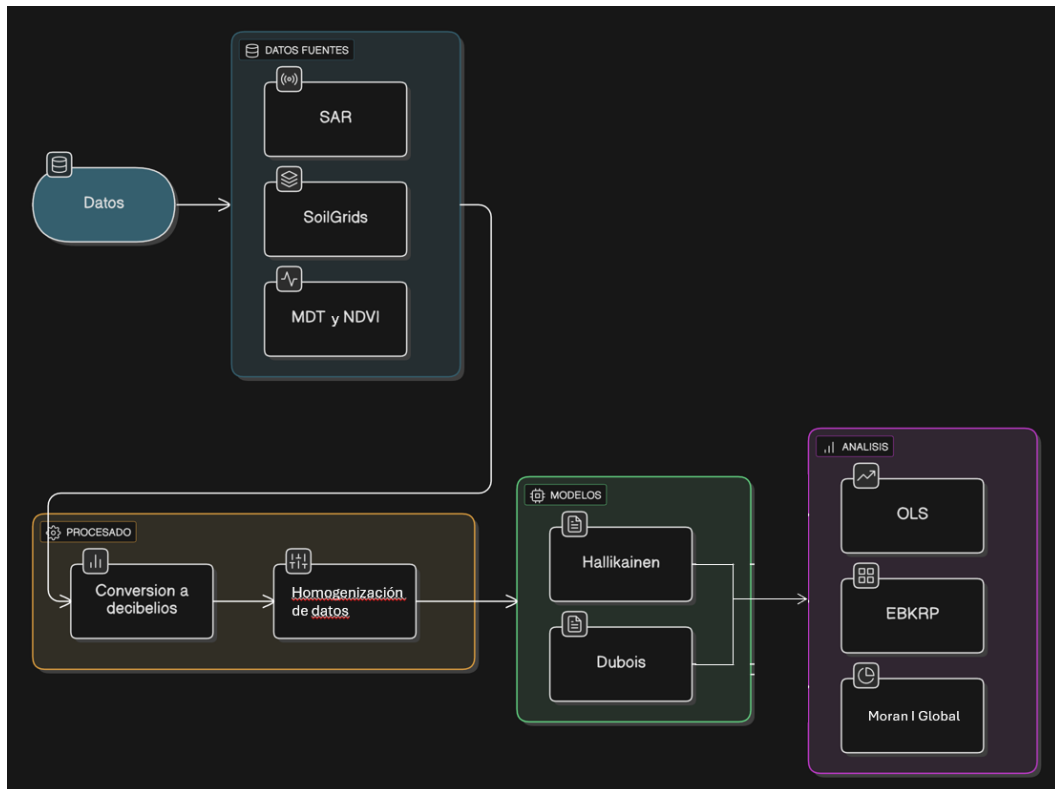 DATOS FUENTES
SAR
Datos
SoilGrids
MDT y NDVI
PROCESADO
Conversion a
decibelios
Homogenización
de datos
MODELOS
Hallikainen
Dubois
ANALISIS
OLS
EBKRP
Moran I Global